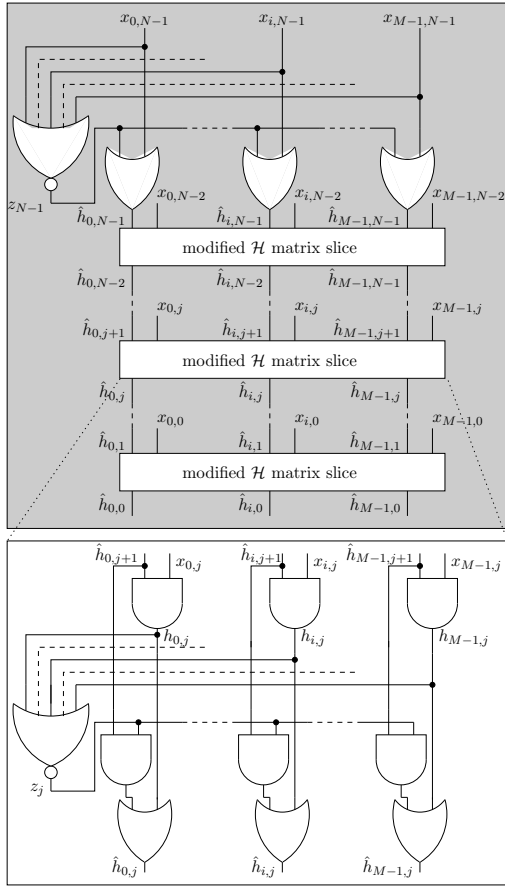 x_{0,N-1} x_{i,N-1} x_{M-1,N-1}
z_{N-1}
x_{0,N-2} x_{i,N-2} x_{M-1,N-2}
ĥ_{0,N-1} ĥ_{i,N-1} ĥ_{M-1,N-1}
modified ℋ matrix slice
ĥ_{0,N-2} ĥ_{i,N-2} ĥ_{M-1,N-1}
x_{0,j} x_{i,j} x_{M-1,j}
ĥ_{0,j+1} ĥ_{i,j+1} ĥ_{M-1,j+1}
modified ℋ matrix slice
ĥ_{0,j} ĥ_{i,j} ĥ_{M-1,j}
x_{0,0} x_{i,0} x_{M-1,0}
ĥ_{0,1} ĥ_{i,1} ĥ_{M-1,1}
modified ℋ matrix slice
ĥ_{0,0} ĥ_{i,0} ĥ_{M-1,0}
ĥ_{0,j+1} ĥ_{i,j+1} ĥ_{M-1,j+1}
x_{0,j} x_{i,j} x_{M-1,j}
h_{0,j} h_{i,j} h_{M-1,j}
z_j
ĥ_{0,j} ĥ_{i,j} ĥ_{M-1,j}